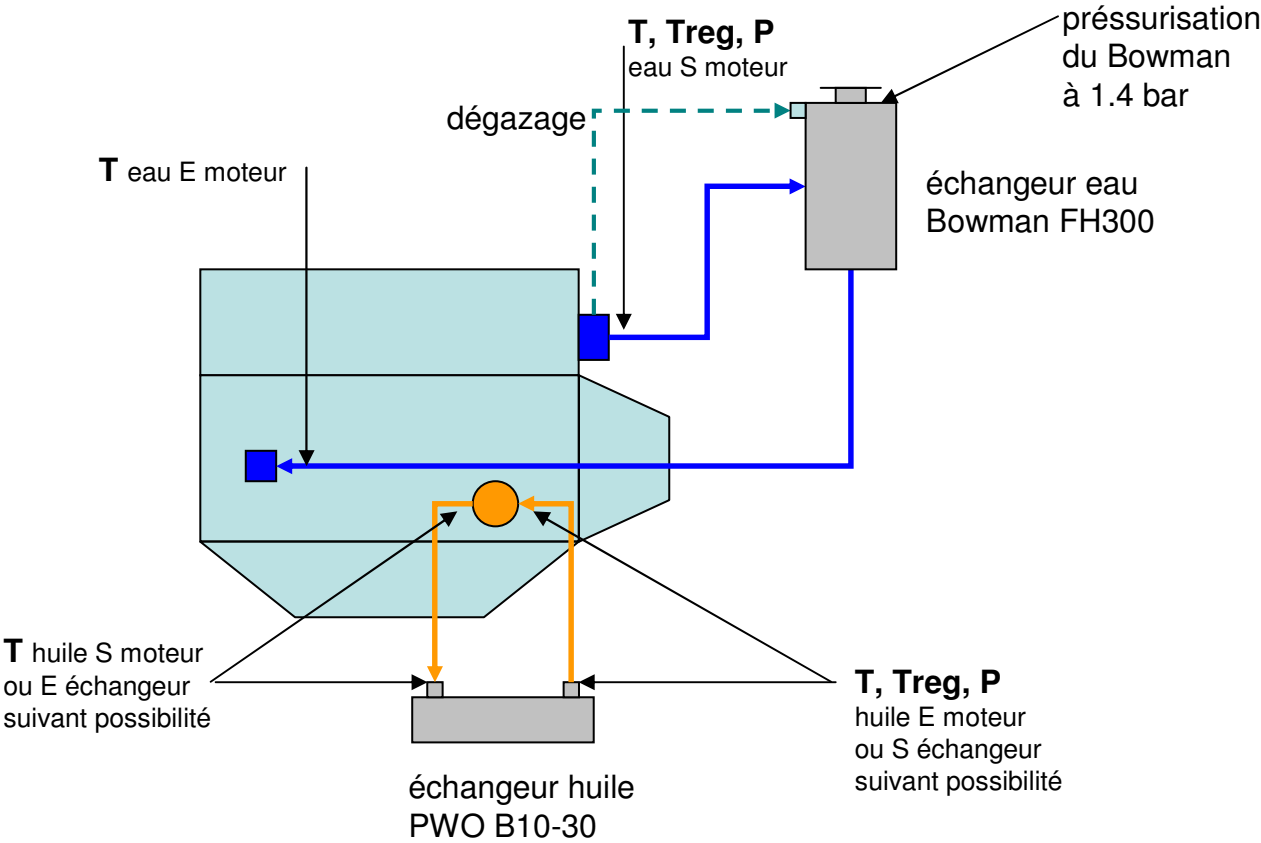 T, Treg, P
eau S moteur
préssurisation
du Bowman
à 1.4 bar
dégazage
T eau E moteur
échangeur eau
Bowman FH300
T huile S moteur
ou E échangeur
suivant possibilité
T, Treg, P
huile E moteur
ou S échangeur
suivant possibilité
échangeur huile
PWO B10-30